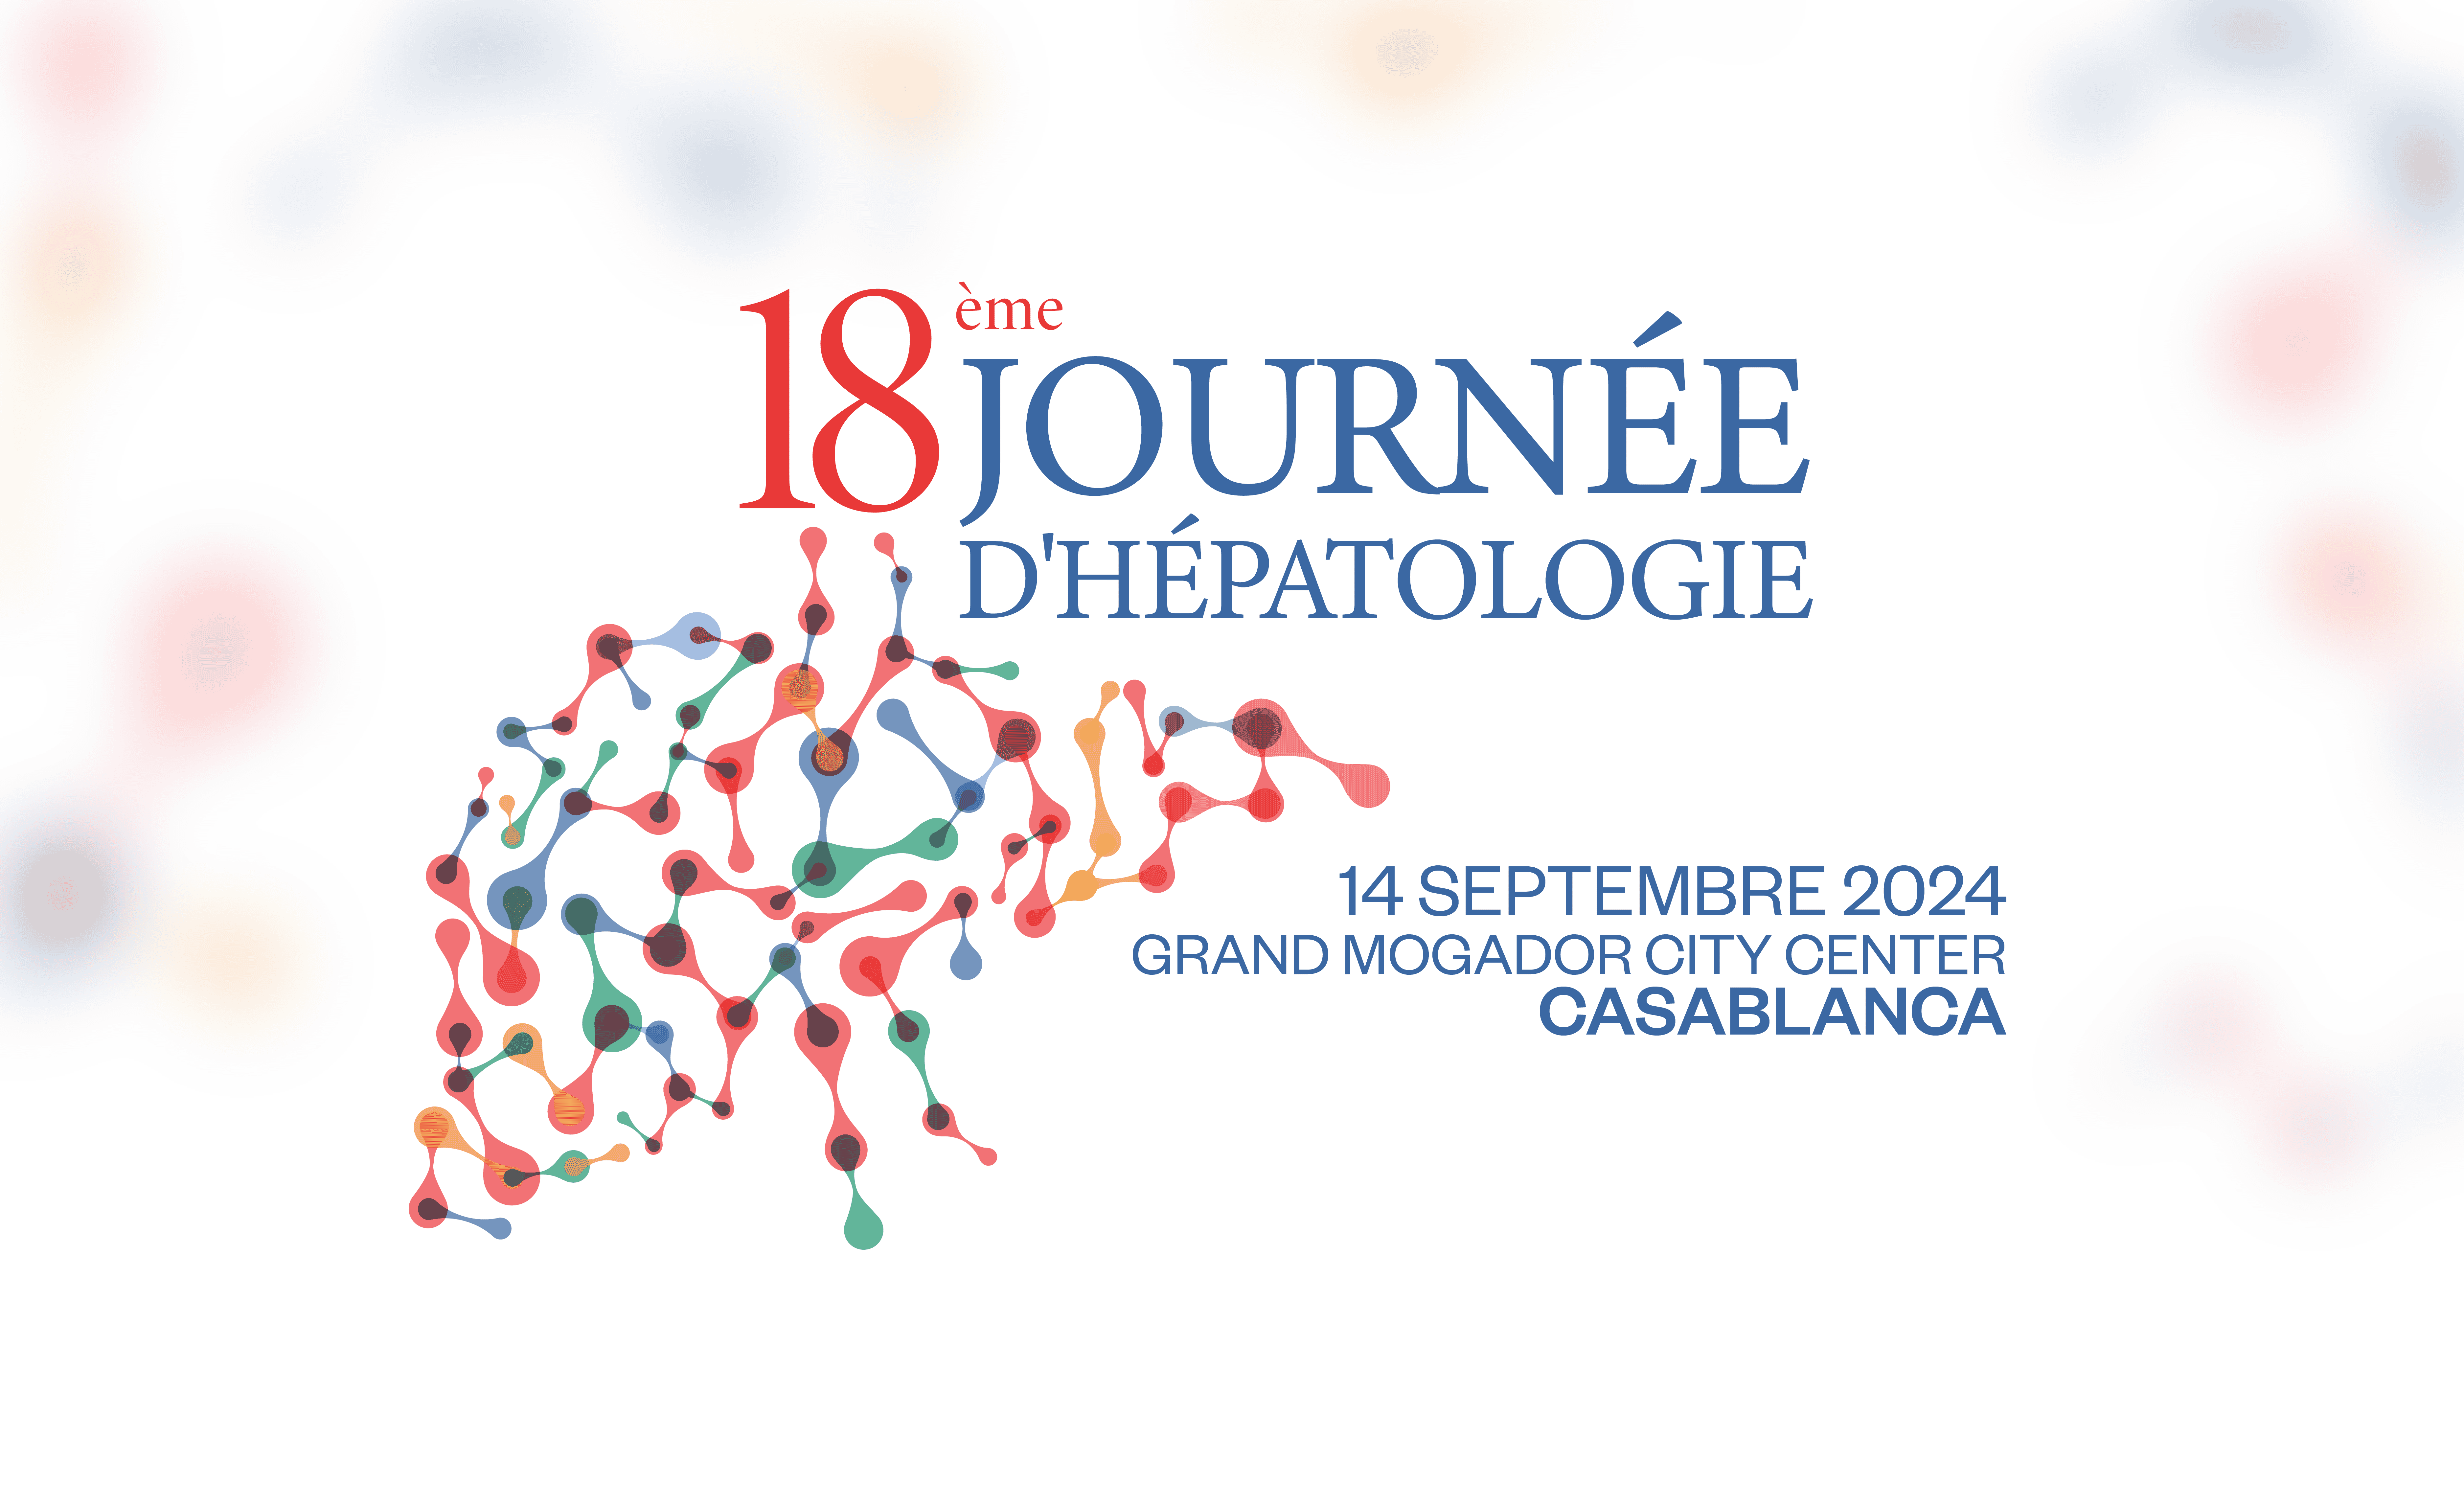 18ème
JOURNÉE
D'HÉPATOLOGIE
14 SEPTEMBRE 2024
GRAND MOGADOR CITY CENTER
CASABLANCA